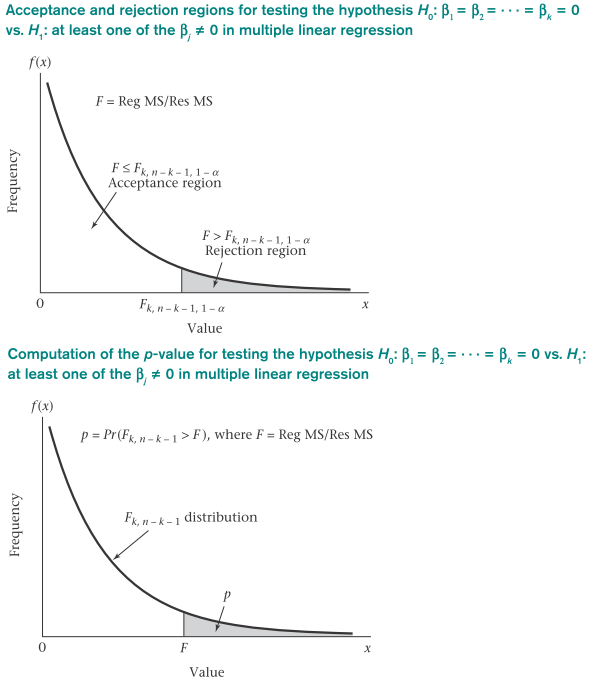 Acceptance and rejection regions for testing the hypothesis H₀: β₁ = β₂ = · · · = βₖ = 0
vs. H₁: at least one of the βⱼ ≠ 0 in multiple linear regression
f(x)
F = Reg MS/Res MS
F ≤ Fₖ, ₙ ₋ ₖ ₋ ₁, ₁ ₋ α
Acceptance region
F > Fₖ, ₙ ₋ ₖ ₋ ₁, ₁ ₋ α
Rejection region
Frequency
0
Fₖ, ₙ ₋ ₖ ₋ ₁, ₁ ₋ α
x
Value
Computation of the p-value for testing the hypothesis H₀: β₁ = β₂ = · · · = βₖ = 0 vs. H₁:
at least one of the βⱼ ≠ 0 in multiple linear regression
f(x)
p = Pr(Fₖ, ₙ ₋ ₖ ₋ ₁ > F), where F = Reg MS/Res MS
Fₖ, ₙ ₋ ₖ ₋ ₁ distribution
p
Frequency
0
F
x
Value